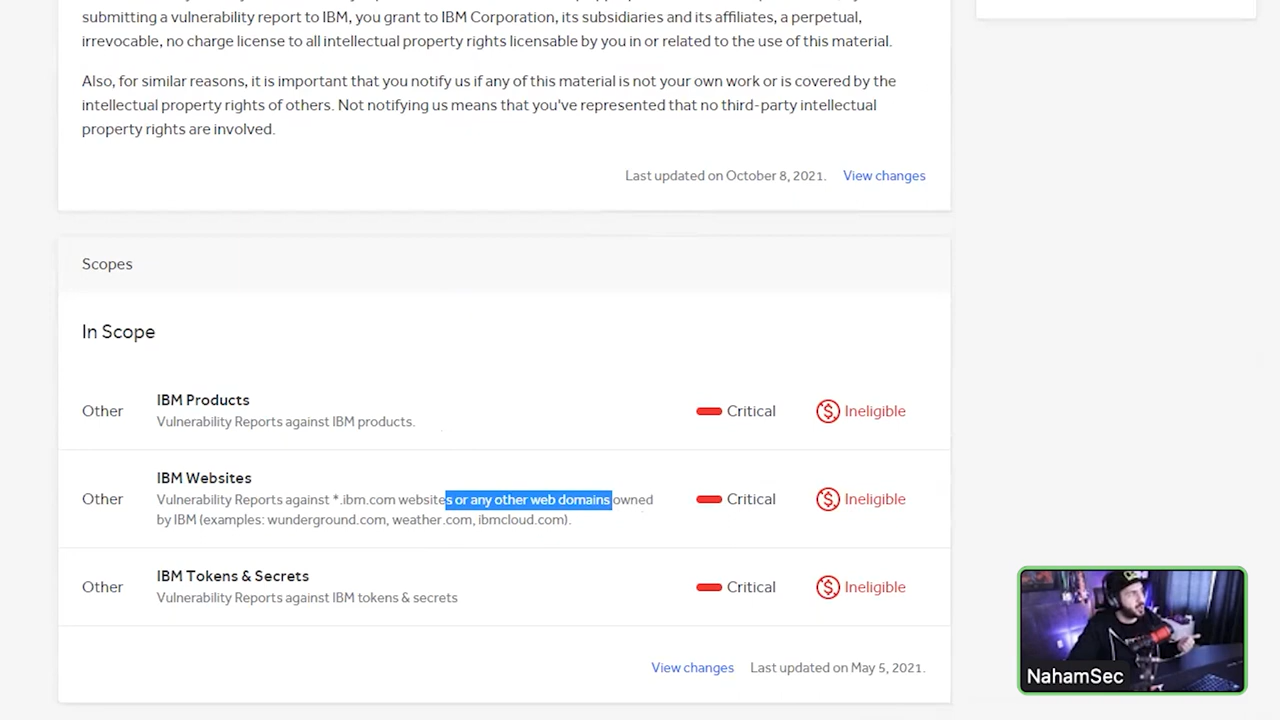 submitting a vulnerability report to IBM, you grant to IBM Corporation, its subsidiaries and its affiliates, a perpetual,
irrevocable, no charge license to all intellectual property rights licensable by you in or related to the use of this material.
Also, for similar reasons, it is important that you notify us if any of this material is not your own work or is covered by the
intellectual property rights of others. Not notifying us means that you've represented that no third-party intellectual
property rights are involved.
Last updated on October 8, 2021. View changes
Scopes
In Scope
Other
IBM Products
Vulnerability Reports against IBM products.
Critical
Ineligible
Other
IBM Websites
Vulnerability Reports against *.ibm.com websites or any other web domains owned
by IBM (examples: wunderground.com, weather.com, ibmcloud.com).
Critical
Ineligible
Other
IBM Tokens & Secrets
Vulnerability Reports against IBM tokens & secrets
Critical
Ineligible
View changes Last updated on May 5, 2021.
NahamSec